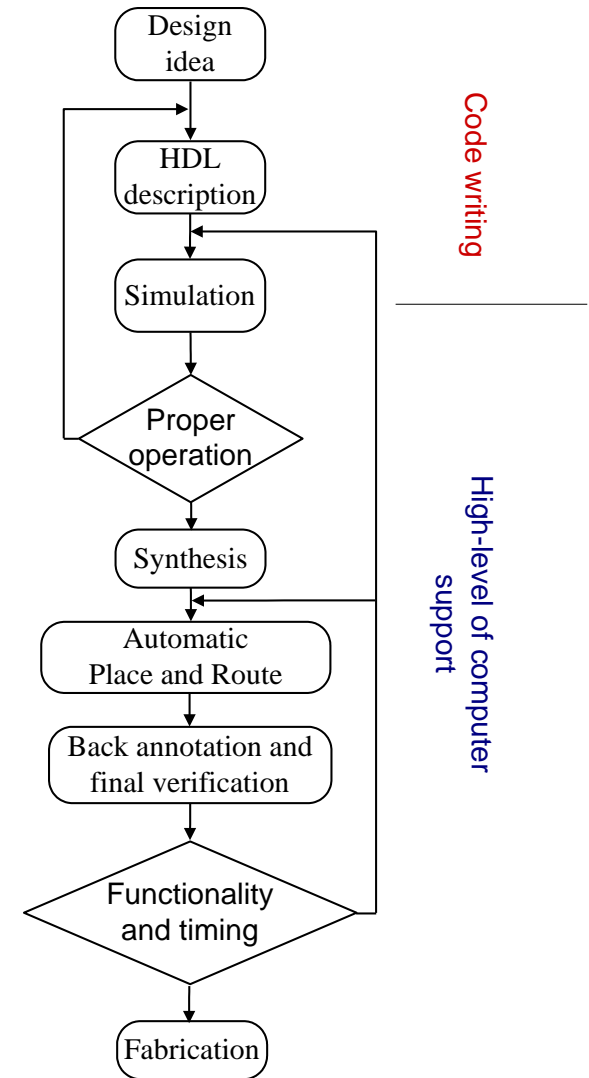 Design
idea
HDL
description
Simulation
Proper
operation
Synthesis
Automatic
Place and Route
Back annotation and
final verification
Functionality
and timing
Fabrication
Code writing
High-level of computer
support